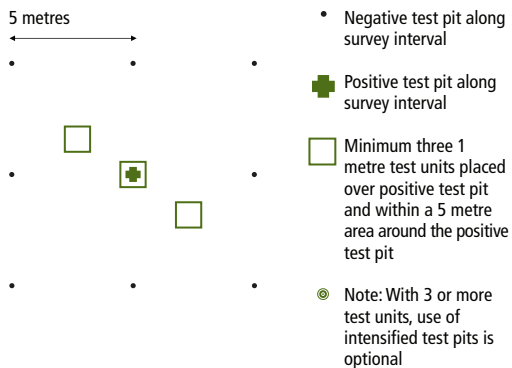 5 metres
Negative test pit along
survey interval
Positive test pit along
survey interval
Minimum three 1
metre test units placed
over positive test pit
and within a 5 metre
area around the positive
test pit
Note: With 3 or more
test units, use of
intensified test pits is
optional